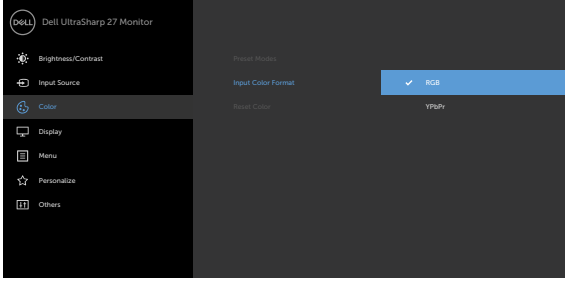 DELL Dell UltraSharp 27 Monitor
Brightness/Contrast
Input Source
Color
Display
Menu
Personalize
Others
Preset Modes
Input Color Format
Reset Color
RGB
YPbPr